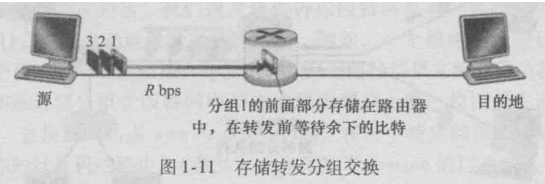 3 2 1
R bps
源
分组1的前面部分存储在路由器
中，在转发前等待余下的比特
目的地
图 1-11 存储转发分组交换